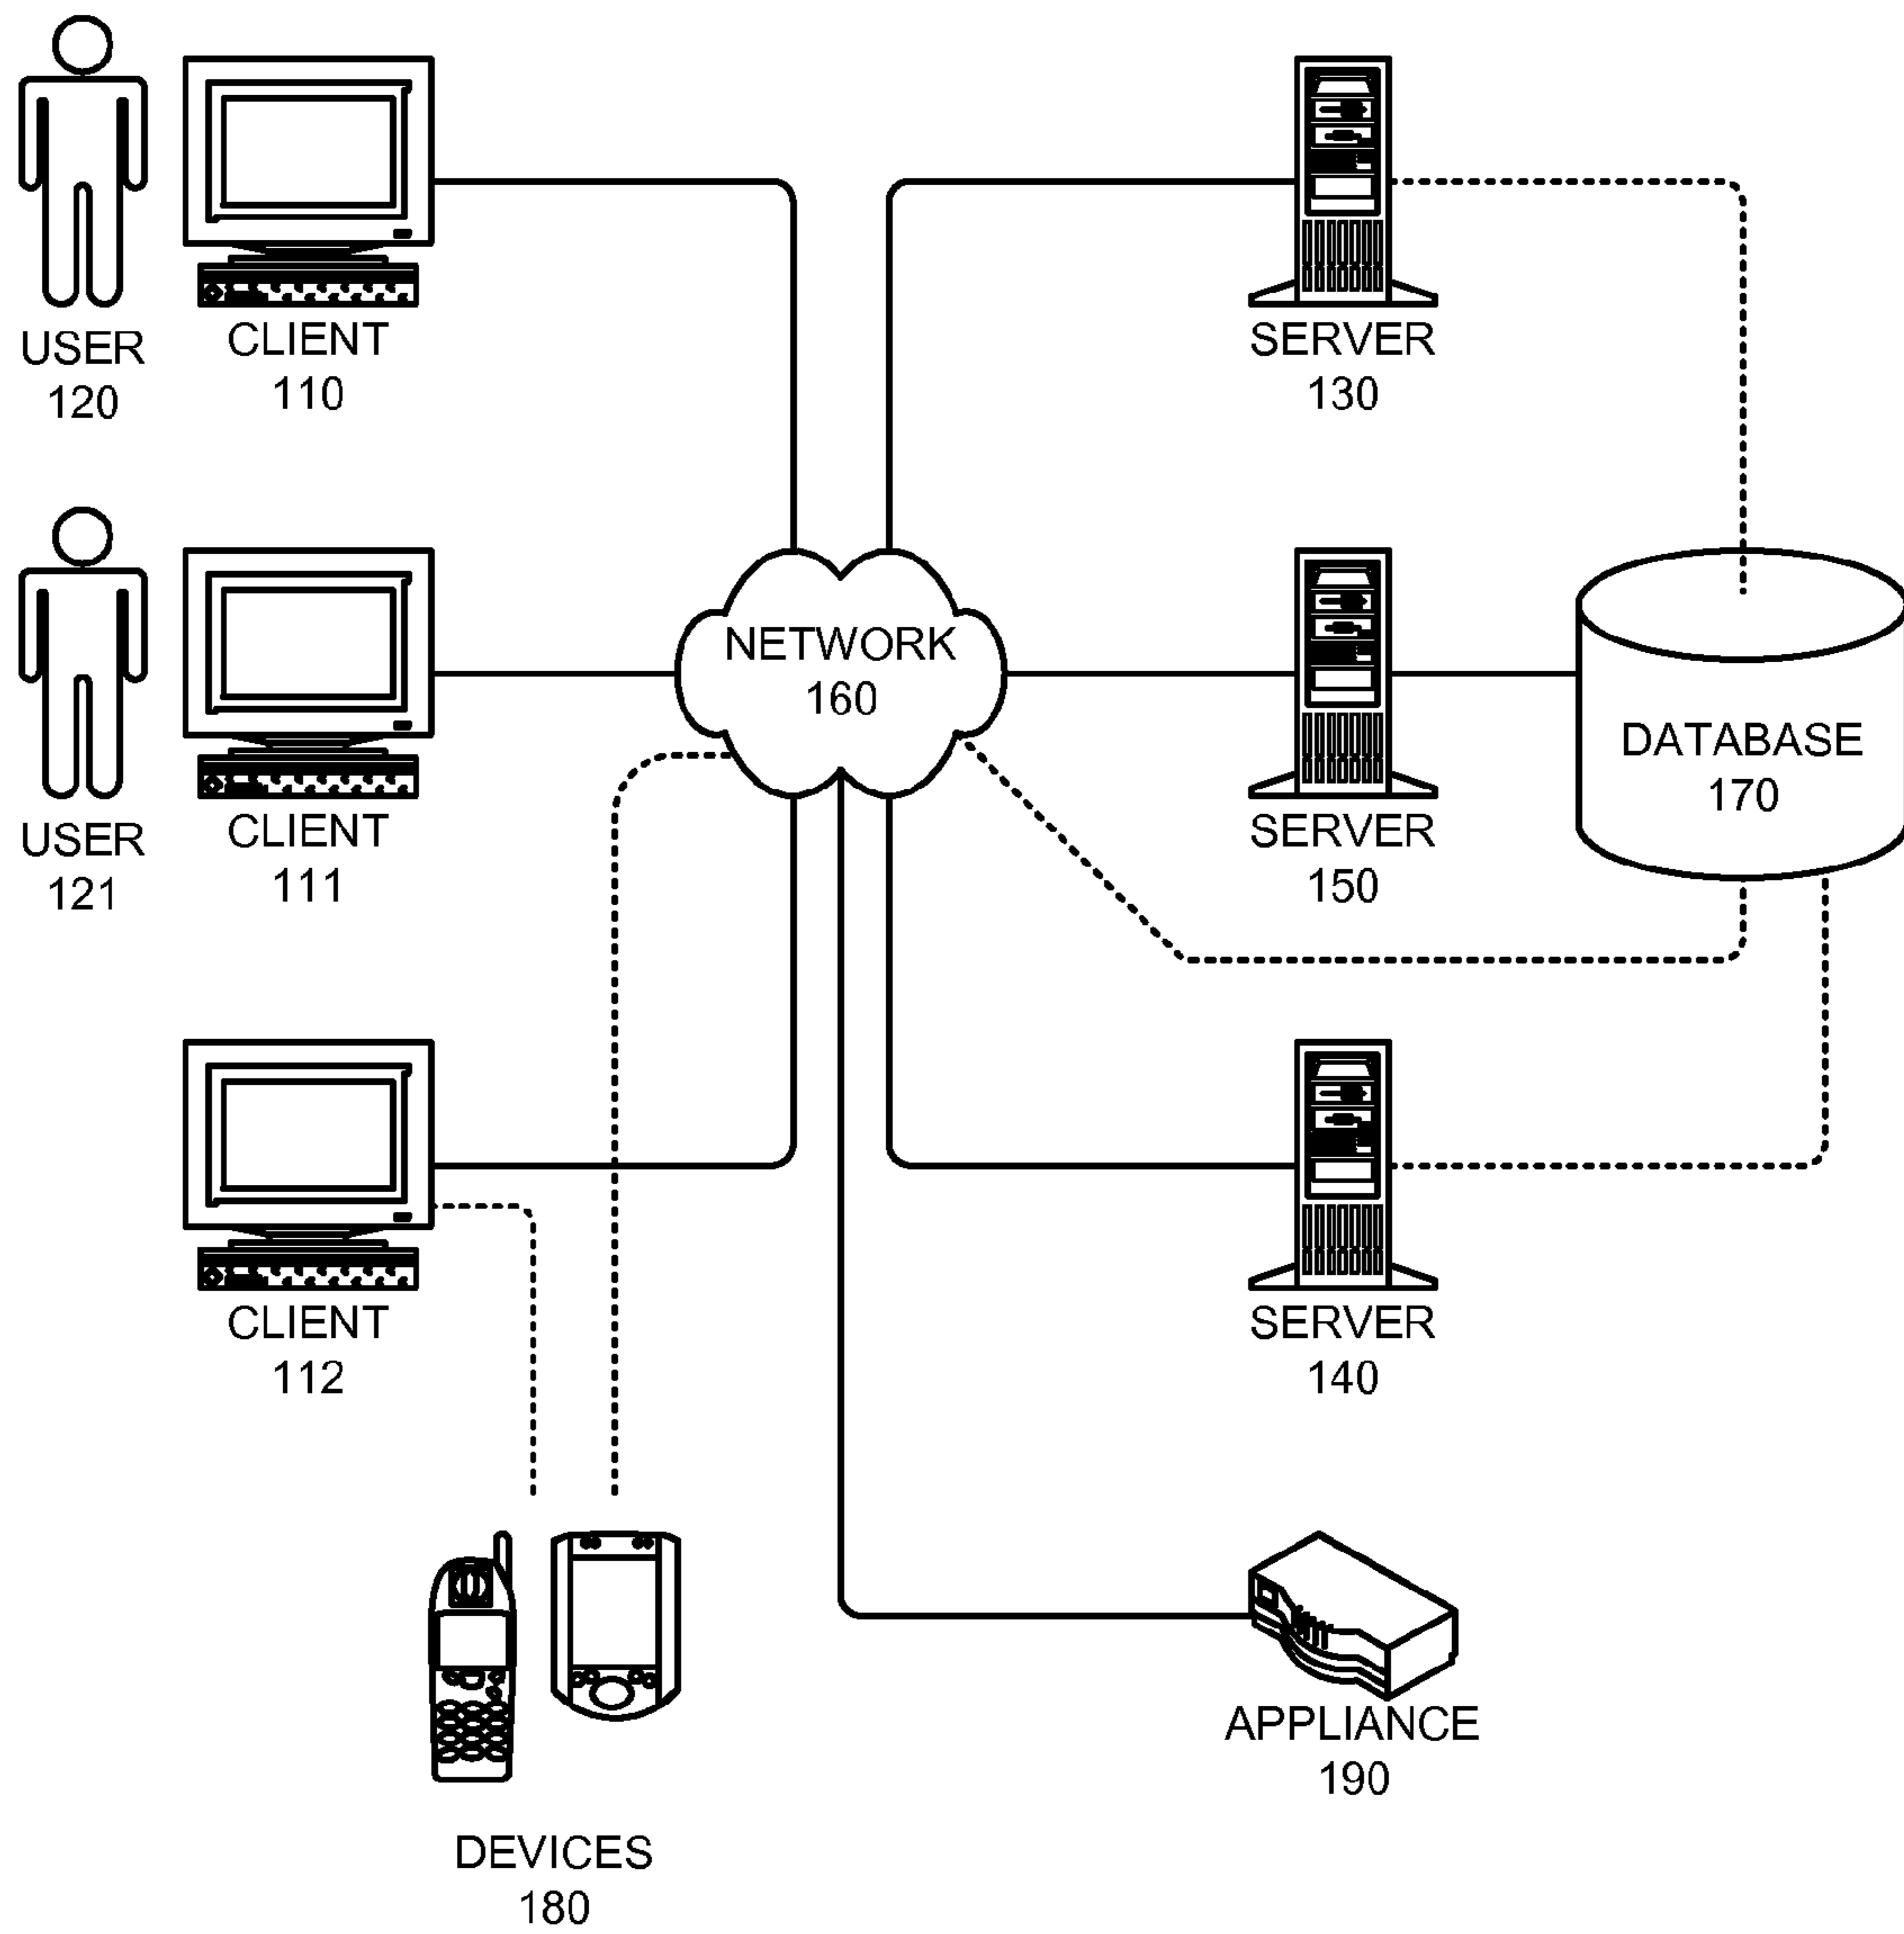 USER
120
CLIENT
110
SERVER
130
NETWORK
160
USER
121
CLIENT
111
SERVER
150
DATABASE
170
CLIENT
112
SERVER
140
DEVICES
180
APPLIANCE
190